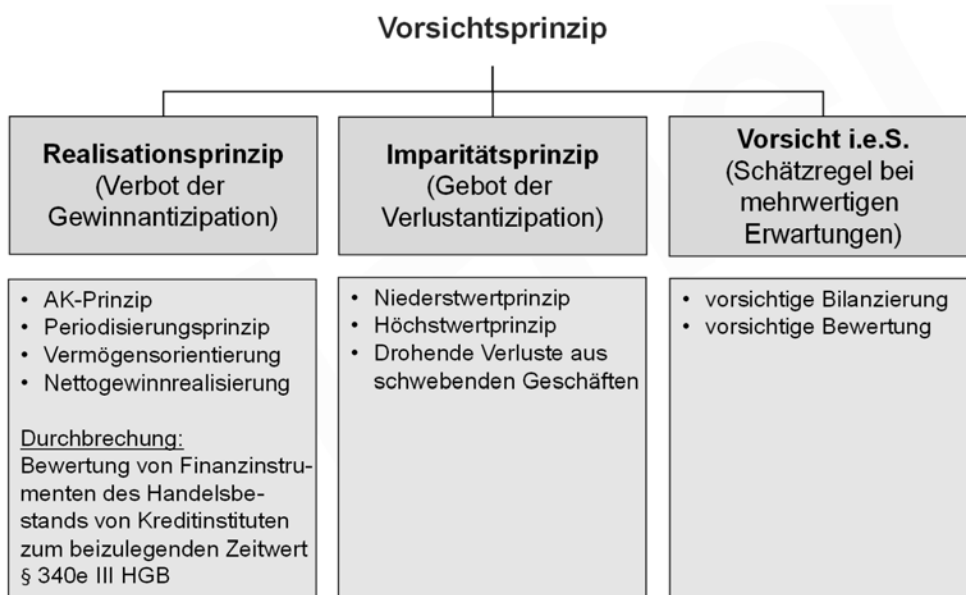 Vorsichtsprinzip
Realisationsprinzip
(Verbot der
Gewinnantizipation)
Imparitätsprinzip
(Gebot der
Verlustantizipation)
Vorsicht i.e.S.
(Schätzregel bei
mehrwertigen
Erwartungen)
• AK-Prinzip
• Periodisierungsprinzip
• Vermögensorientierung
• Nettogewinnrealisierung
Durchbrechung:
Bewertung von Finanzinstru-
menten des Handelsbe-
stands von Kreditinstituten
zum beizulegenden Zeitwert
§ 340e III HGB
• Niederstwertprinzip
• Höchstwertprinzip
• Drohende Verluste aus
schwebenden Geschäften
• vorsichtige Bilanzierung
• vorsichtige Bewertung